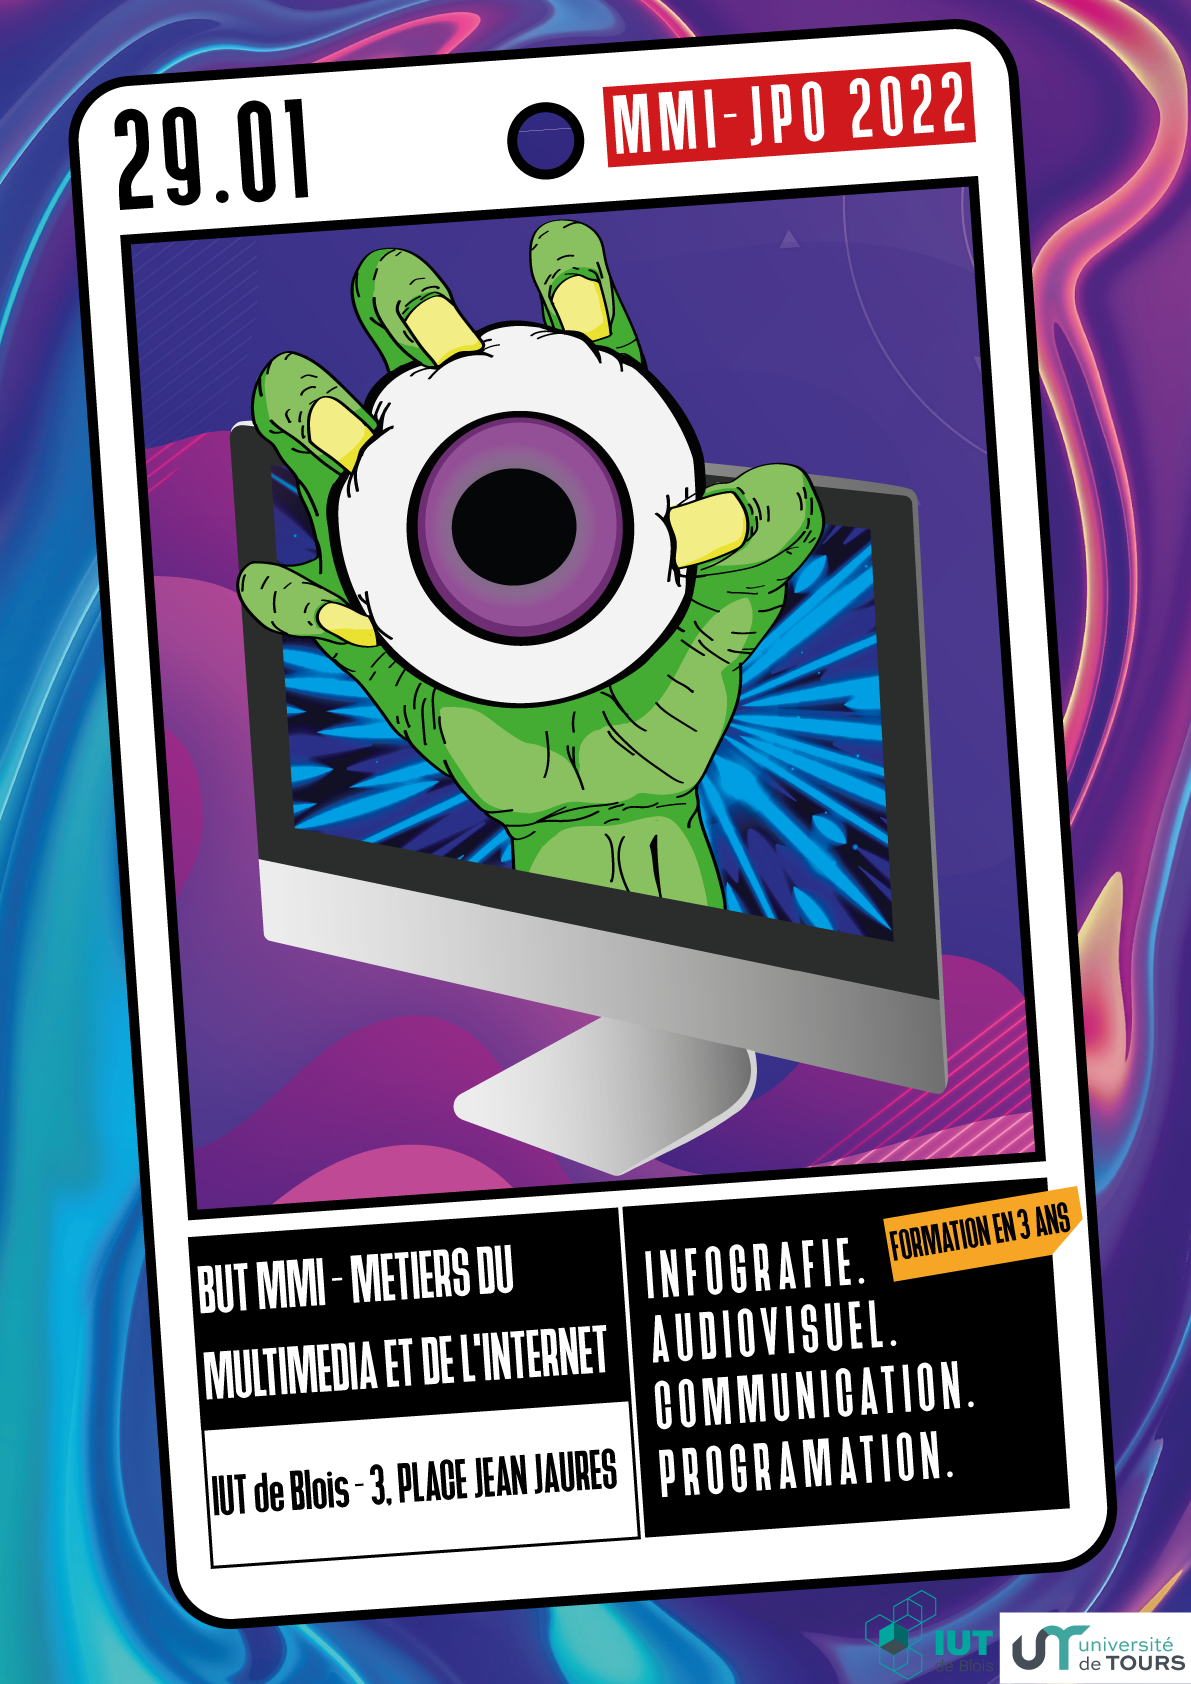 29.01
MMI-JPO 2022
BUT MMI - METIERS DU
MULTIMEDIA ET DE L'INTERNET
IUT de Blois - 3, PLACE JEAN JAURES
FORMATION EN 3 ANS
INFOGRAFIE.
AUDIOVISUEL.
COMMUNICATION.
PROGRAMATION.
IUT
de Blois
université
de TOURS